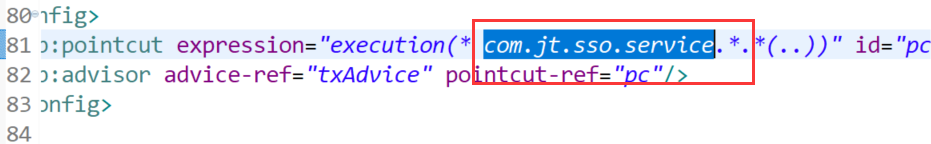 80 nfig>
81 o:pointcut expression="execution(* com.jt.sso.service.*.*(..))" id="pc
82 o:advisor advice-ref="txAdvice" pointcut-ref="pc"/>
83 onfig>
84